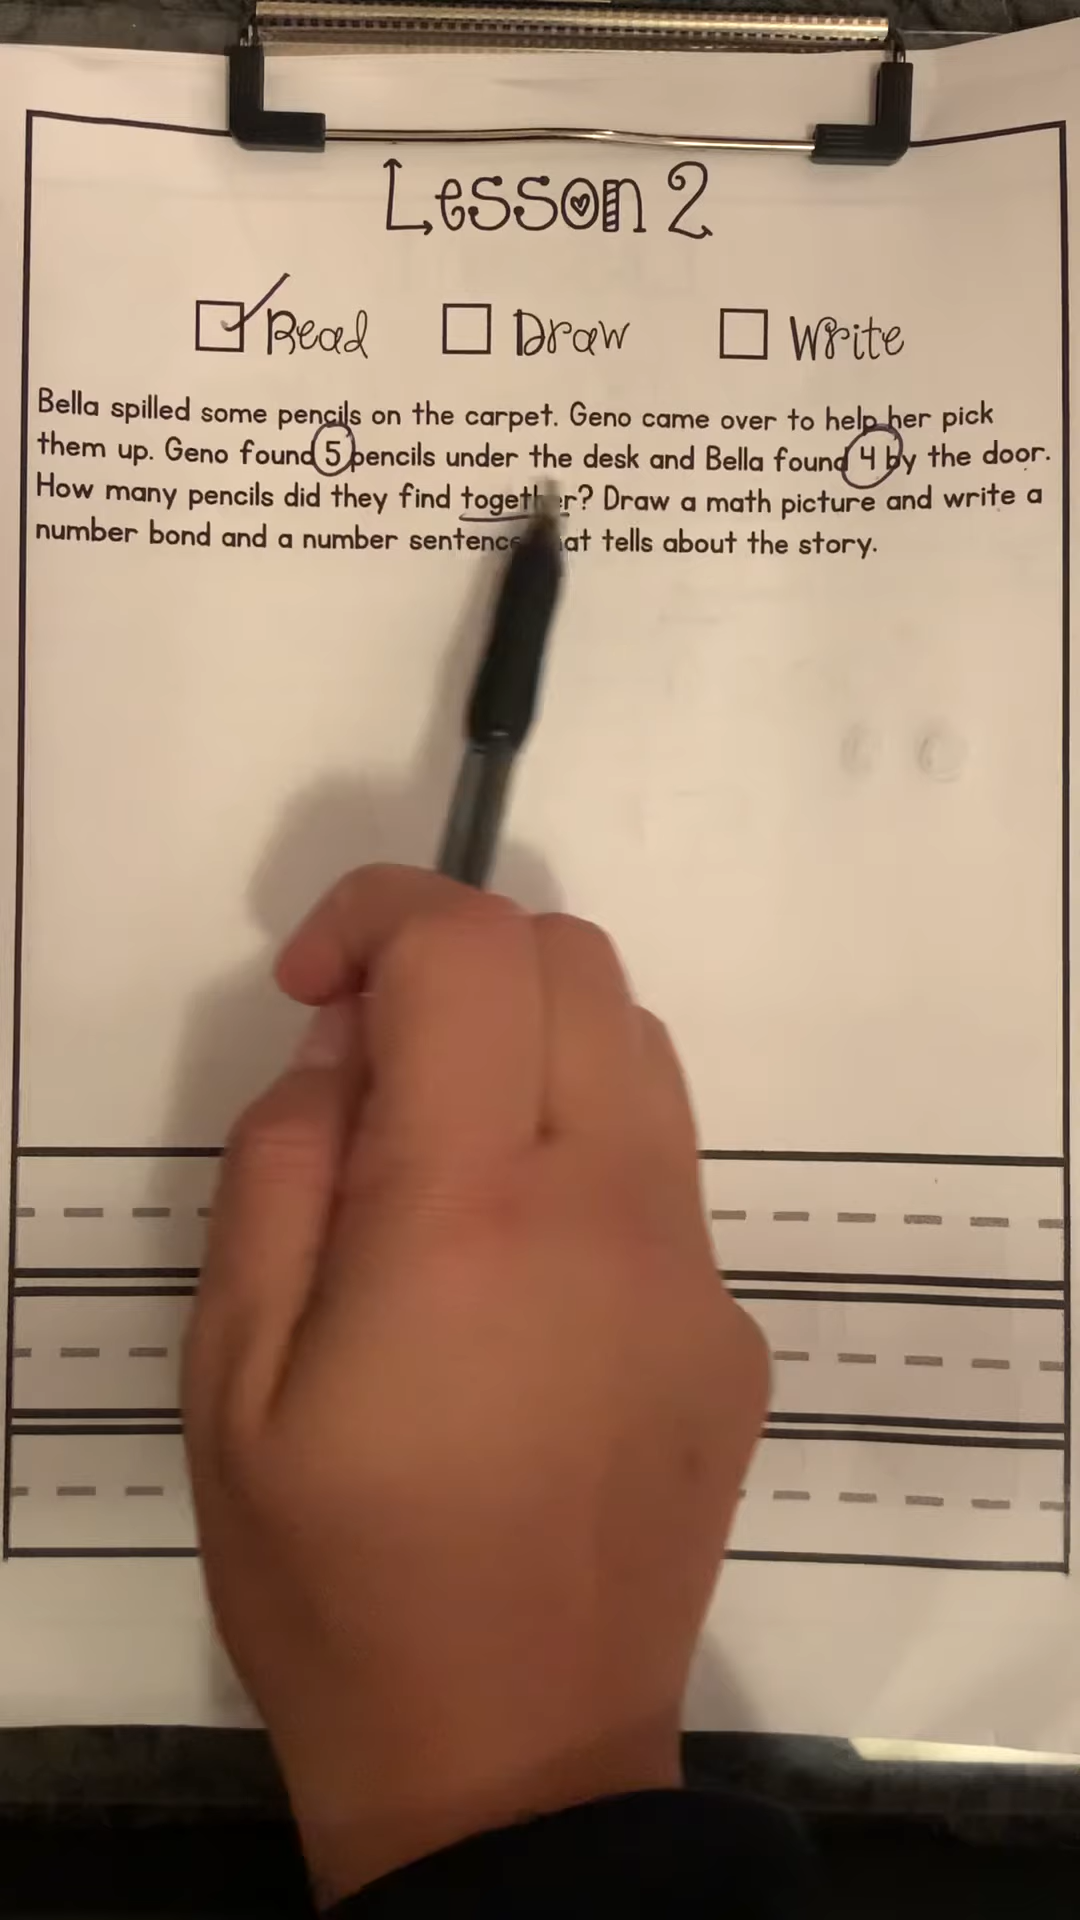 Lesson 2
Read Draw Write
Bella spilled some pencils on the carpet. Geno came over to help her pick
them up. Geno found 5 pencils under the desk and Bella found 4 by the door.
How many pencils did they find together? Draw a math picture and write a
number bond and a number sentence tells about the story.